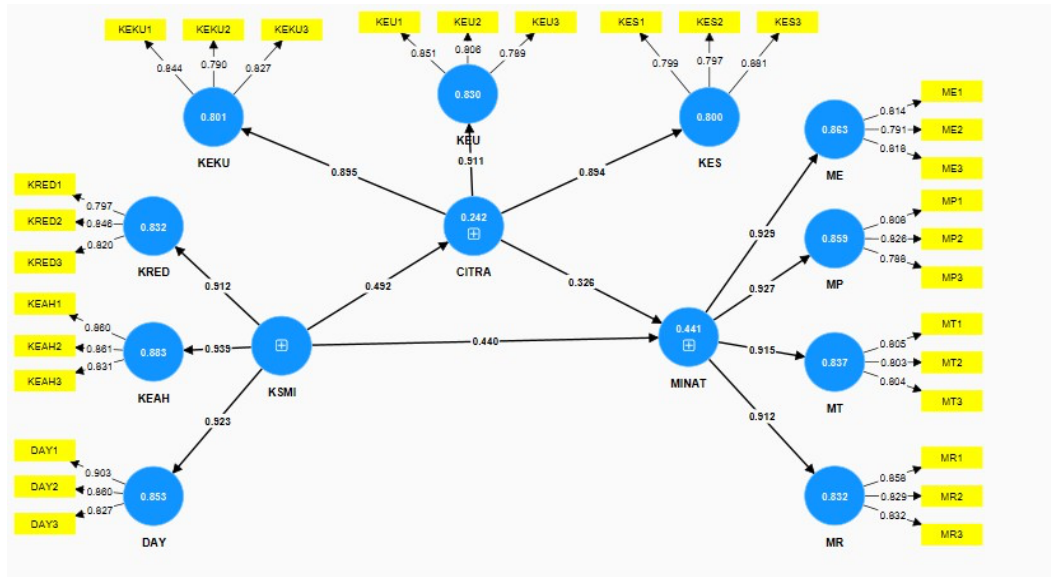 KEKU1
KEKU2
KEKU3
0.844
0.790
0.827
0.801
KEKU
KEU1
KEU2
KEU3
0.851
0.806
0.789
0.830
KEU
0.911
KES1
KES2
KES3
0.799
0.797
0.881
0.800
KES
0.895
0.894
0.242
CITRA
KRED1
KRED2
KRED3
0.797
0.846
0.820
0.832
KRED
0.912
KEAH1
KEAH2
KEAH3
0.860
0.861
0.831
0.883
KEAH
0.939
KSMI
DAY1
DAY2
DAY3
0.903
0.860
0.827
0.853
DAY
0.923
0.492
0.326
0.440
0.441
MINAT
0.929
0.927
0.915
0.912
0.863
ME
0.814
0.791
0.818
ME1
ME2
ME3
0.859
MP
0.808
0.826
0.788
MP1
MP2
MP3
0.837
MT
0.805
0.803
0.804
MT1
MT2
MT3
0.832
MR
0.858
0.829
0.832
MR1
MR2
MR3